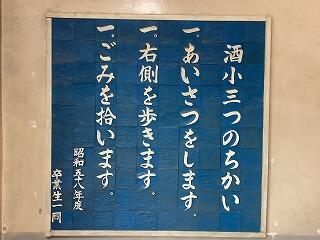 酒小三つのちかい
一。あいさつをします。
一。右側を歩きます。
一。ごみを拾います。
昭和五十八年度
卒業生一同